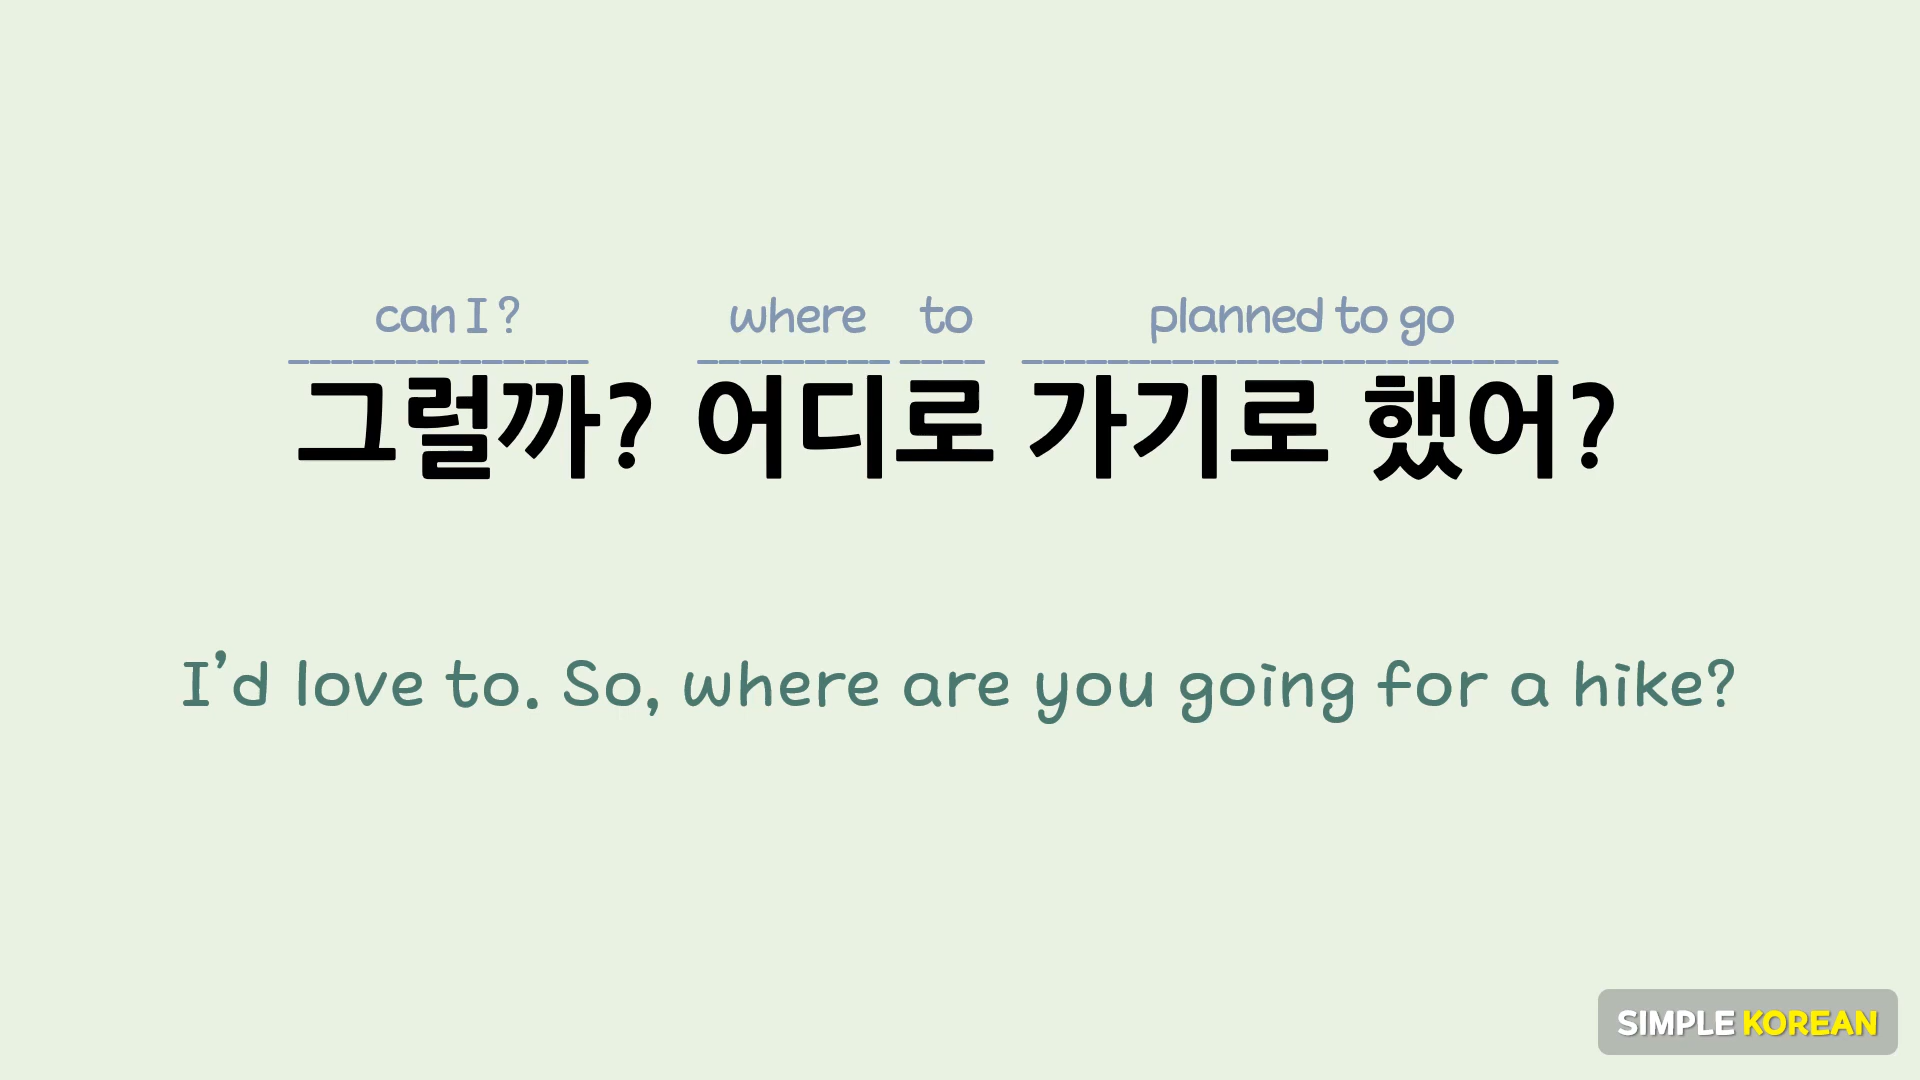 can I ? where to planned to go
그럴까? 어디로 가기로 했어?
I'd love to. So, where are you going for a hike?
SIMPLE KOREAN